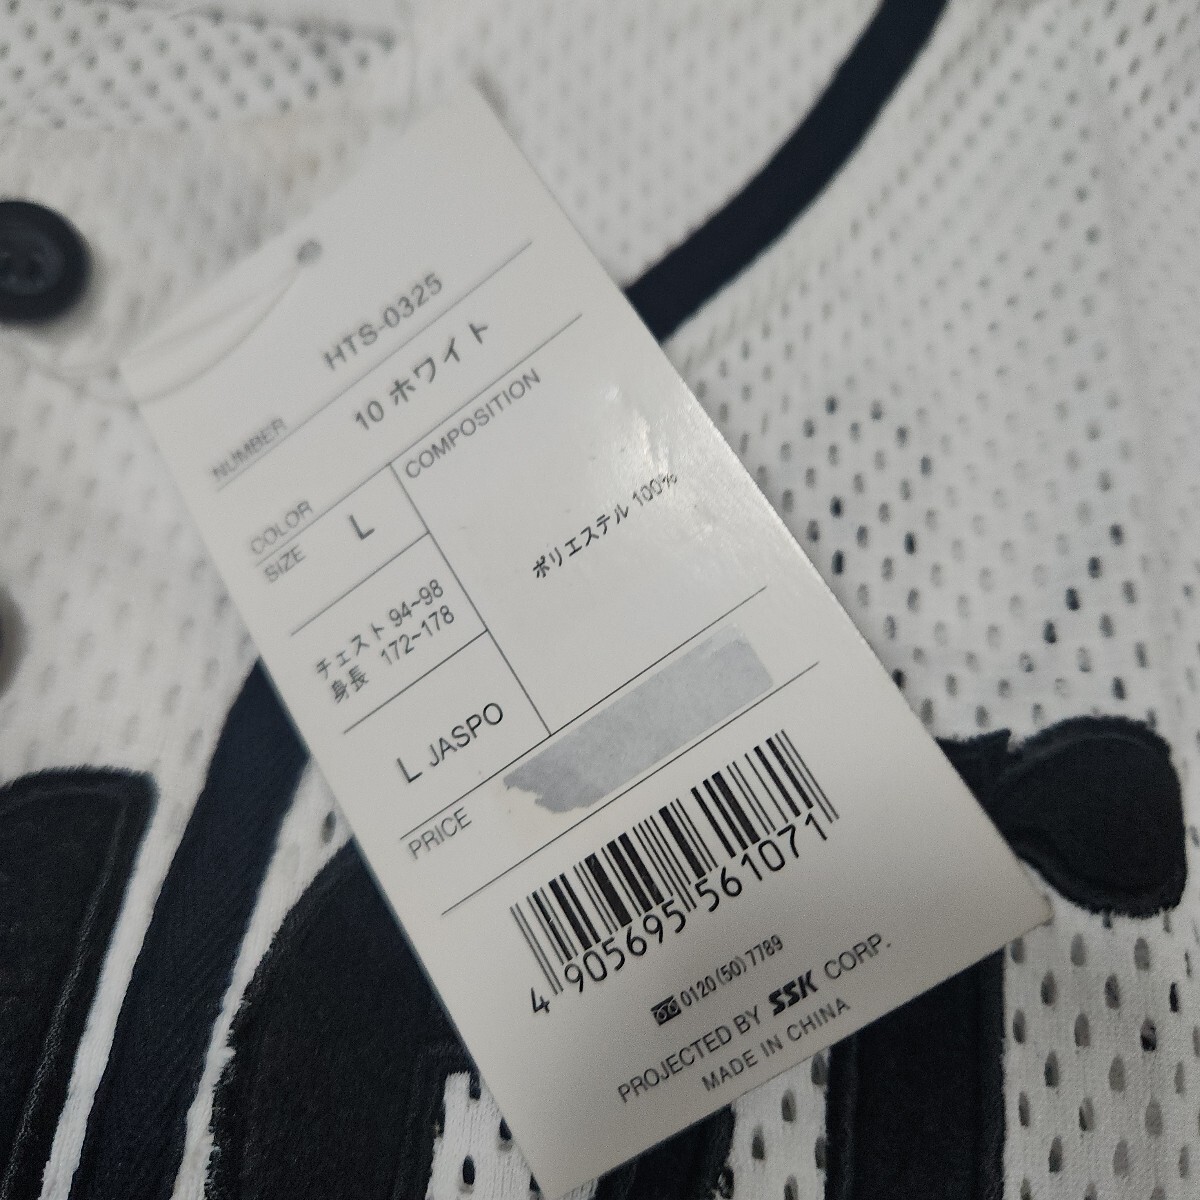 NUMBER HTS-0325
COLOR 10 ホワイト
SIZE L
COMPOSITION
ポリエステル 100%
チェスト 94~98
身長 172~178
L JASPO
PRICE
4 905695 561071
0120 (50) 7789
PROJECTED BY SSK CORP.
MADE IN CHINA